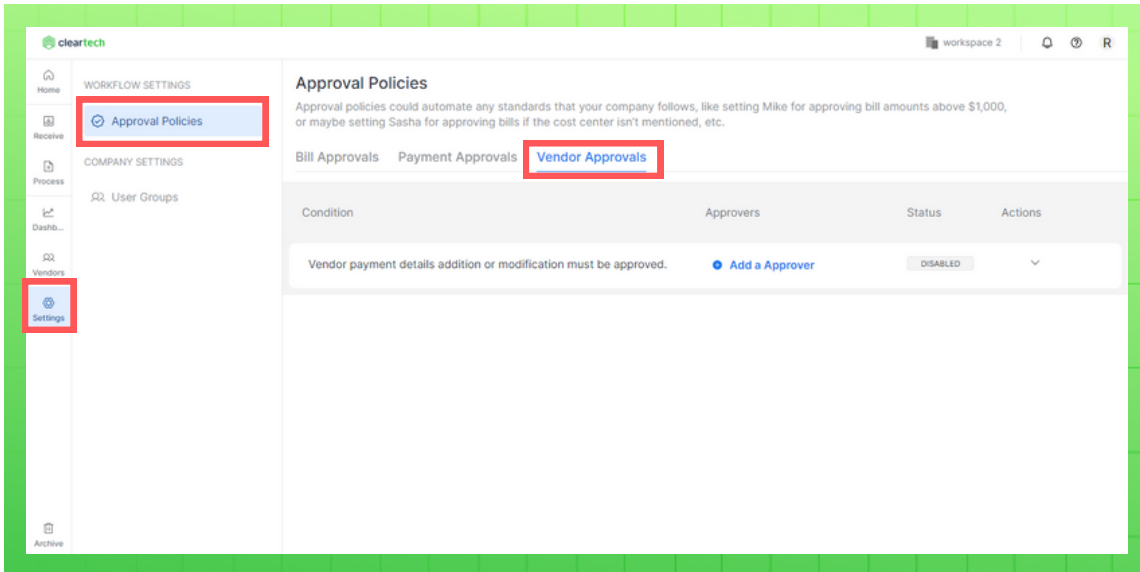 cleartech
workspace 2
R
Home
Receive
Process
Dashb...
Vendors
Settings
Archive
WORKFLOW SETTINGS
Approval Policies
COMPANY SETTINGS
User Groups
Approval Policies
Approval policies could automate any standards that your company follows, like setting Mike for approving bill amounts above $1,000,
or maybe setting Sasha for approving bills if the cost center isn't mentioned, etc.
Bill Approvals Payment Approvals Vendor Approvals
Condition Approvers Status Actions
Vendor payment details addition or modification must be approved. Add a Approver DISABLED